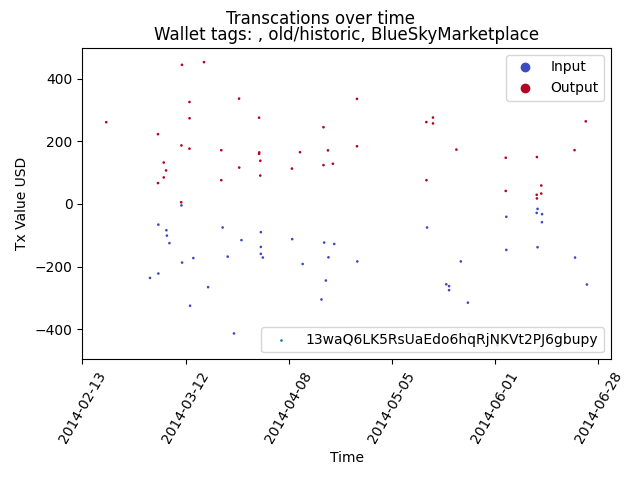 Transcations over time
Wallet tags: , old/historic, BlueSkyMarketplace
Input
Output
400
200
0
−200
−400
Tx Value USD
13waQ6LK5RsUaEdo6hqRjNKVt2PJ6gbupy
2014-02-13
2014-03-12
2014-04-08
2014-05-05
2014-06-01
2014-06-28
Time